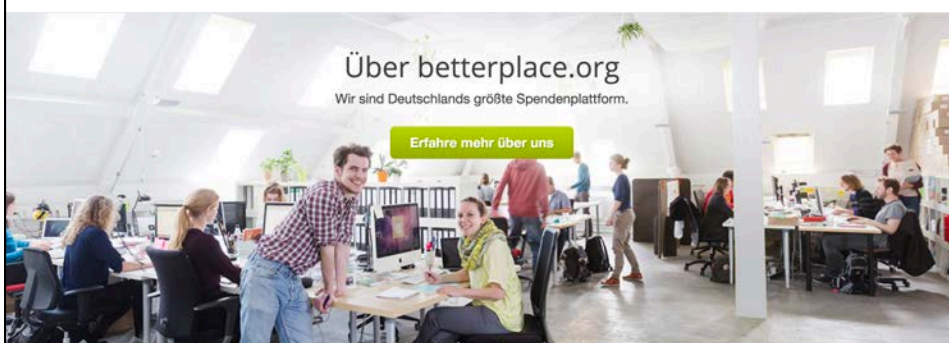 Über betterplace.org
Wir sind Deutschlands größte Spendenplattform.
Erfahre mehr über uns